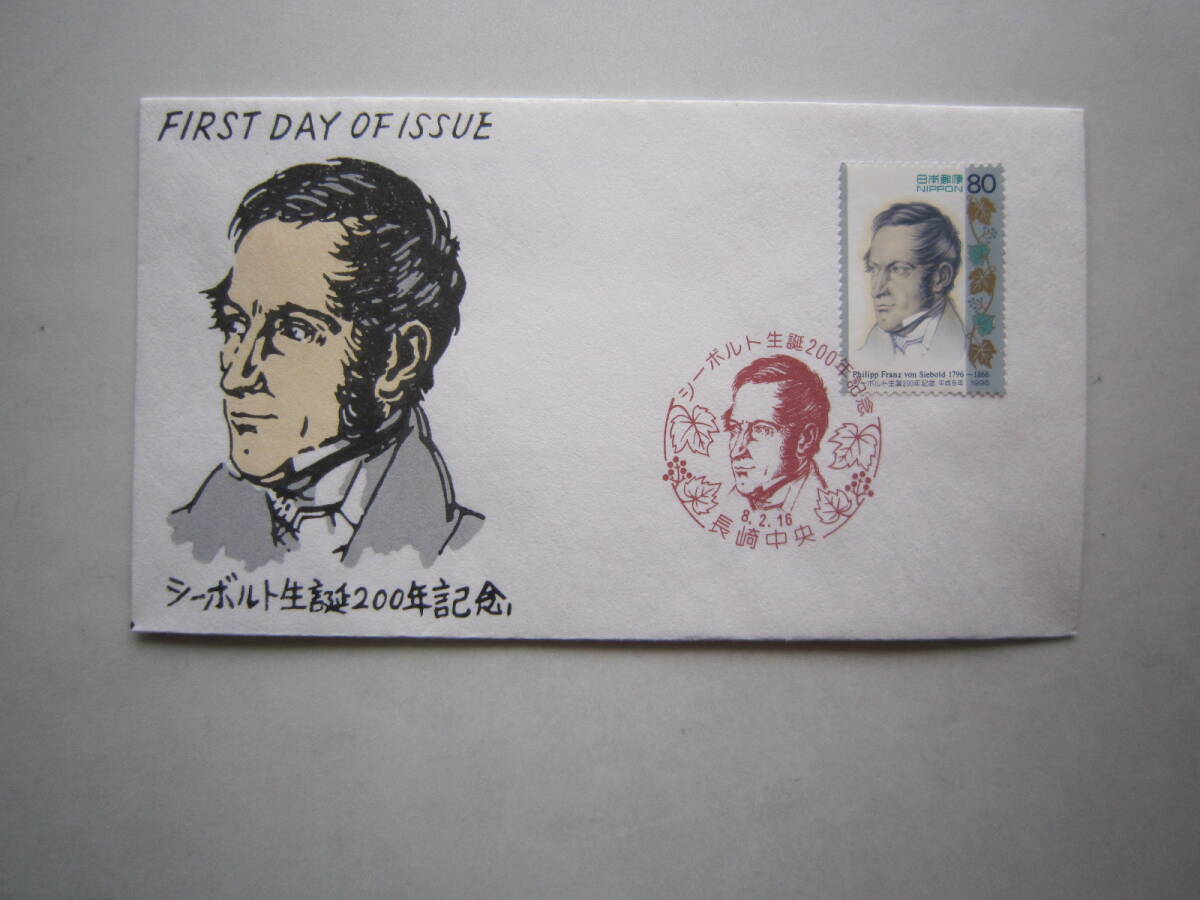 FIRST DAY OF ISSUE
シーボルト生誕200年記念
日本郵便 80
NIPPON
Philipp Franz von Siebold 1796~1866
シーボルト生誕200年記念 平成8年 1996
シーボルト生誕200年記念
8.2.16
長崎中央